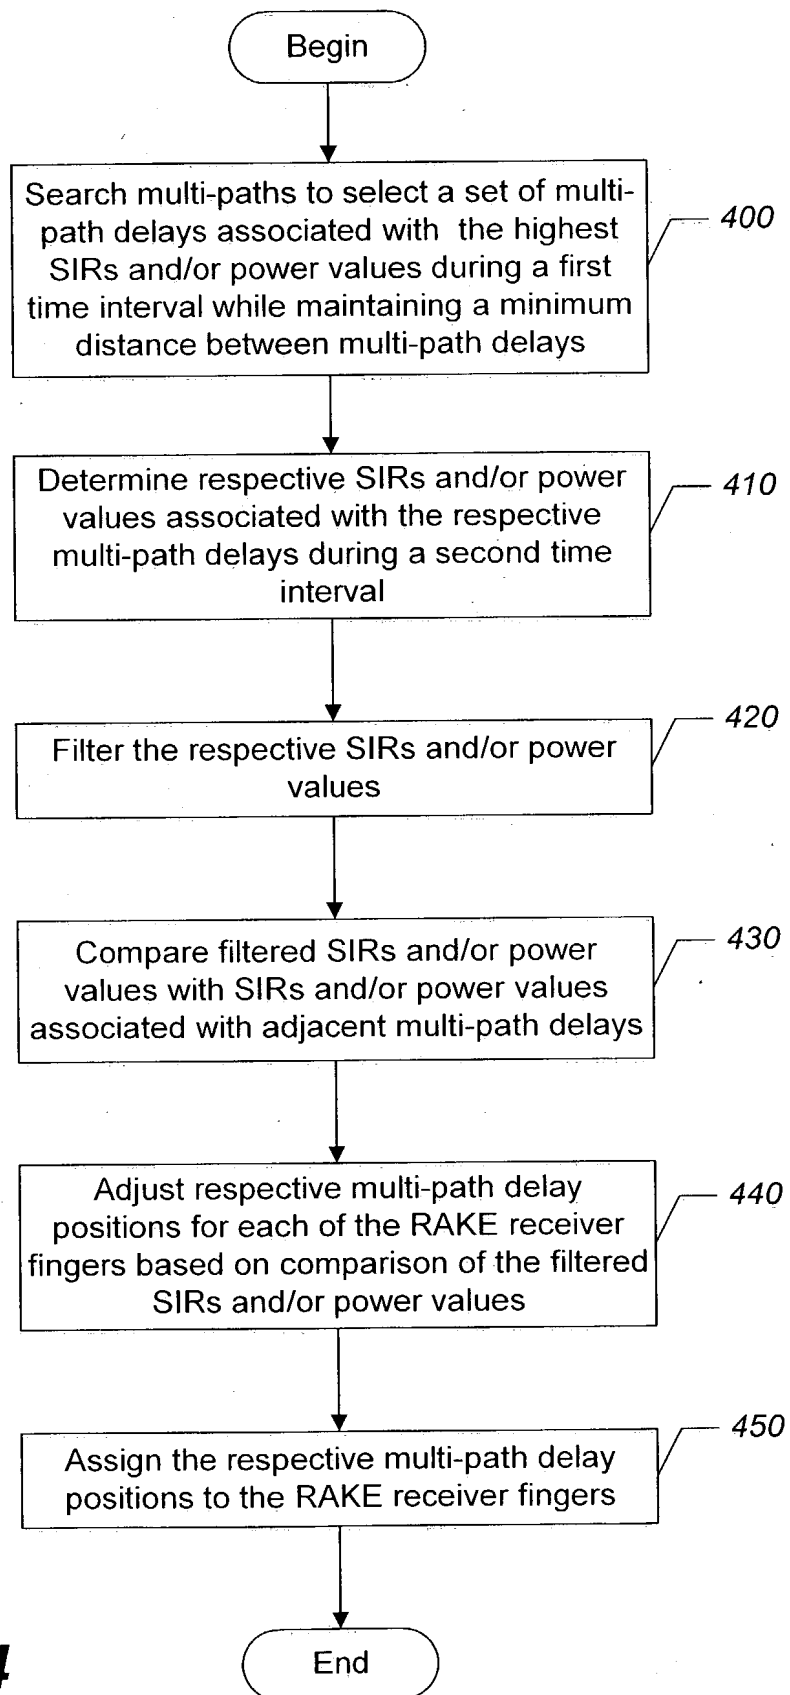 Begin
Search multi-paths to select a set of multi-
path delays associated with the highest
SIRs and/or power values during a first
time interval while maintaining a minimum
distance between multi-path delays
400
Determine respective SIRs and/or power
values associated with the respective
multi-path delays during a second time
interval
410
Filter the respective SIRs and/or power
values
420
Compare filtered SIRs and/or power
values with SIRs and/or power values
associated with adjacent multi-path delays
430
Adjust respective multi-path delay
positions for each of the RAKE receiver
fingers based on comparison of the filtered
SIRs and/or power values
440
Assign the respective multi-path delay
positions to the RAKE receiver fingers
450
End
4